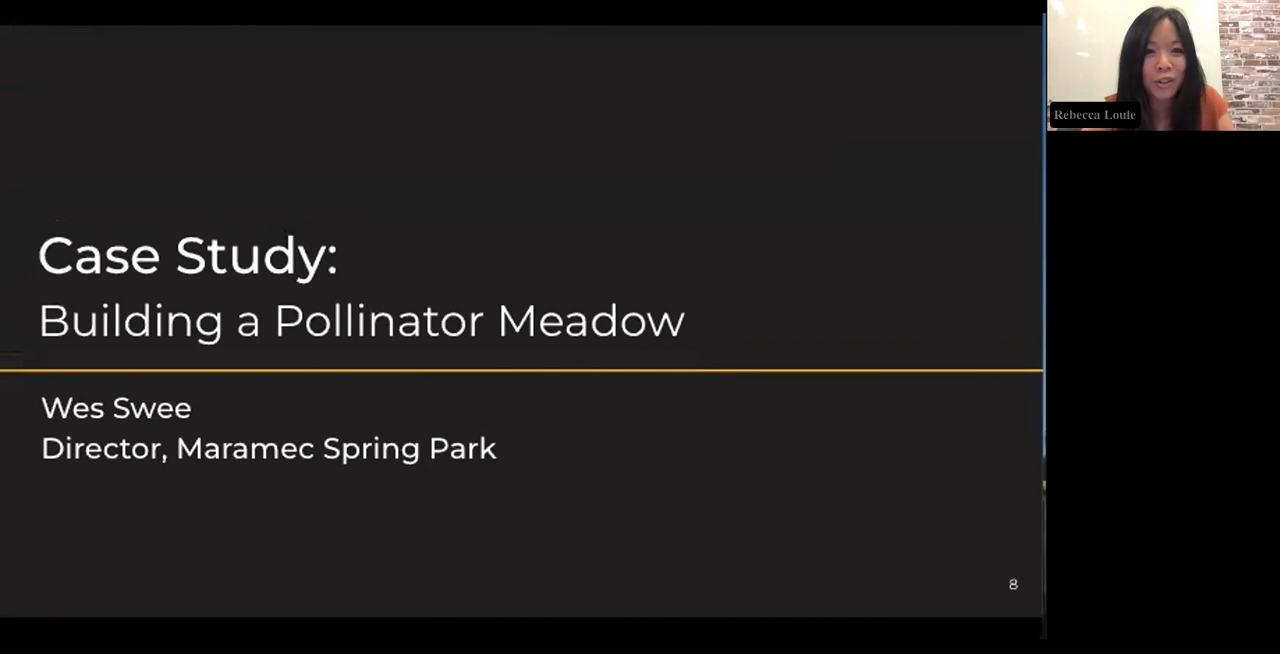 Case Study:
Building a Pollinator Meadow
Wes Swee
Director, Maramec Spring Park
8
Rebecca Louie